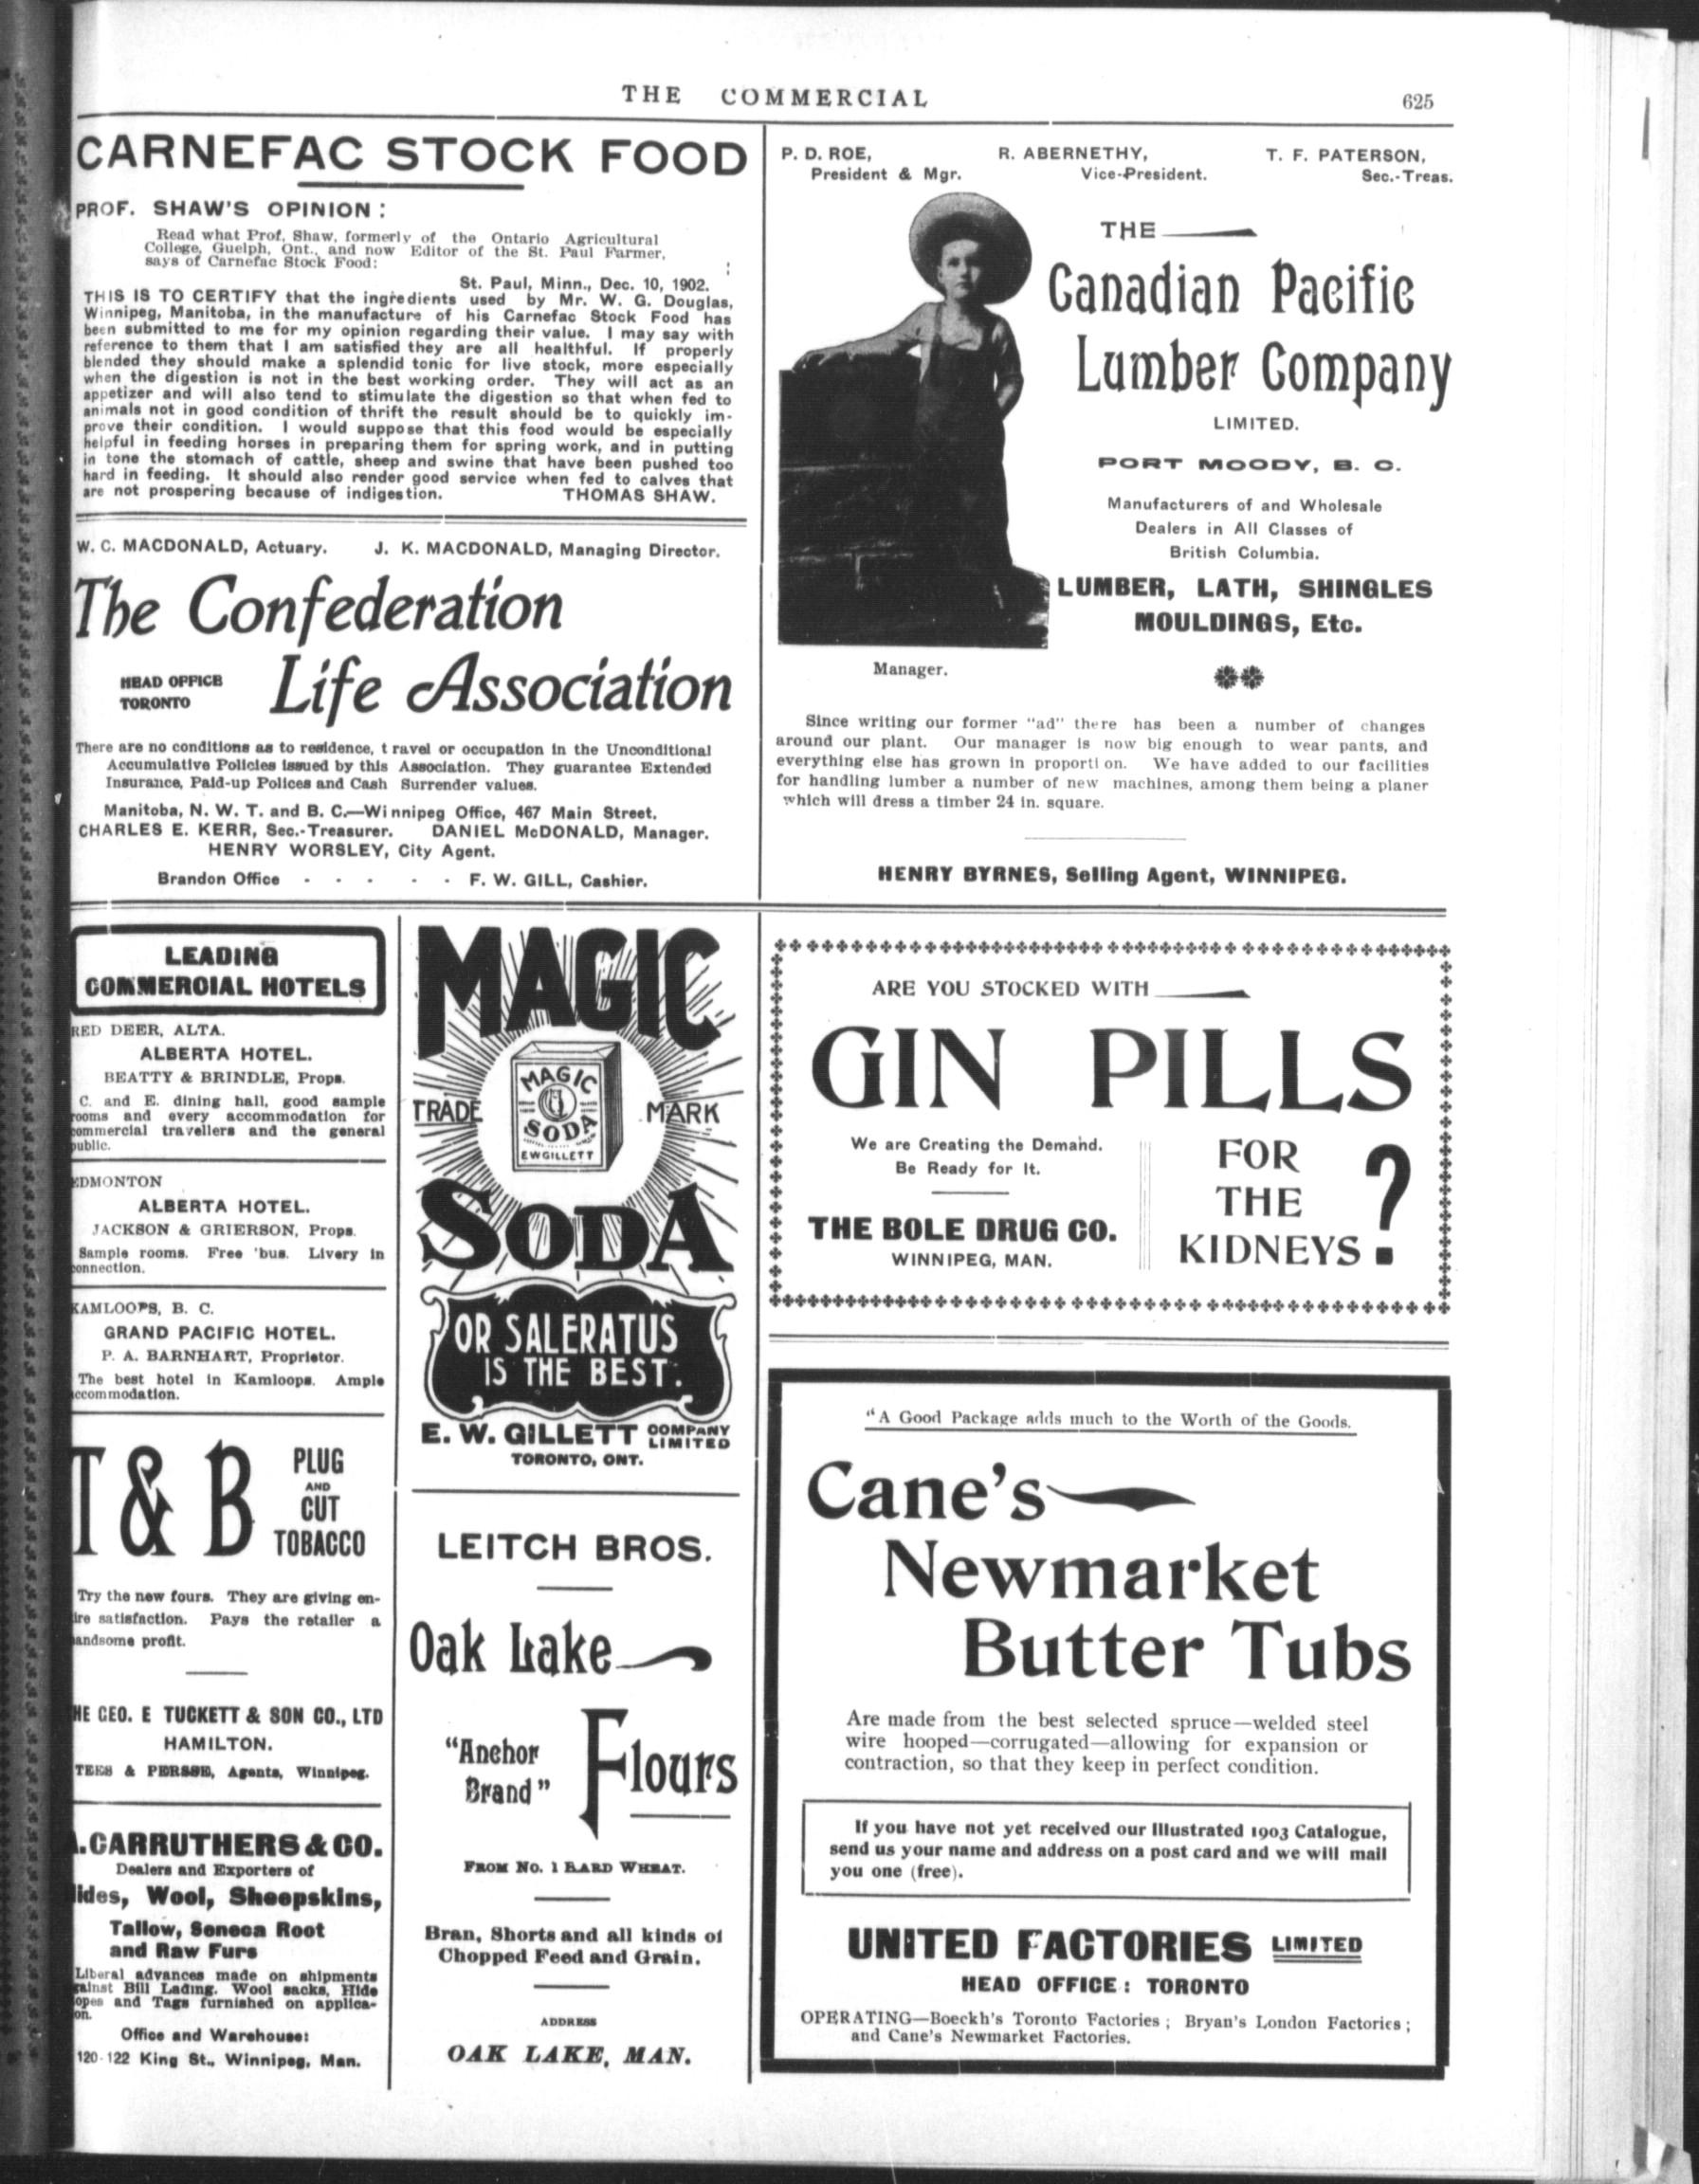 THE COMMERCIAL
625
CARNEFAC STOCK FOOD
PROF. SHAW'S OPINION:
Read what Prof. Shaw, formerly of the Ontario Agricultural
College, Guelph, Ont., and now Editor of the St. Paul Farmer,
says of Carnefac Stock Food:
St. Paul, Minn., Dec. 10, 1902.
THIS IS TO CERTIFY that the ingredients used by Mr. W. G. Douglas,
Winnipeg, Manitoba, in the manufacture of his Carnefac Stock Food has
been submitted to me for my opinion regarding their value. I may say with
reference to them that I am satisfied they are all healthful. If properly
blended they should make a splendid tonic for live stock, more especially
when the digestion is not in the best working order. They will act as an
appetizer and will also tend to stimulate the digestion so that when fed to
animals not in good condition of thrift the result should be to quickly im-
prove their condition. I would suppose that this food would be especially
helpful in feeding horses in preparing them for spring work, and in putting
in tone the stomach of cattle, sheep and swine that have been pushed too
hard in feeding. It should also render good service when fed to calves that
are not prospering because of indigestion. THOMAS SHAW.
W. C. MACDONALD, Actuary. J. K. MACDONALD, Managing Director.
The Confederation
Life Association
HEAD OFFICE
TORONTO
There are no conditions as to residence, t ravel or occupation in the Unconditional
Accumulative Policies issued by this Association. They guarantee Extended
Insurance, Paid-up Polices and Cash Surrender values.
Manitoba, N. W. T. and B. C.—Winnipeg Office, 467 Main Street.
CHARLES E. KERR, Sec.-Treasurer. DANIEL McDONALD, Manager.
HENRY WORSLEY, City Agent.
Brandon Office - - - - - - F. W. GILL, Cashier.
P. D. ROE,
President & Mgr.
R. ABERNETHY,
Vice-President.
T. F. PATERSON,
Sec.-Treas.
THE
Canadian Pacific
Lumber Company
LIMITED.
PORT MOODY, B. C.
Manufacturers of and Wholesale
Dealers in All Classes of
British Columbia.
LUMBER, LATH, SHINGLES
MOULDINGS, Etc.
Manager.
Since writing our former "ad" there has been a number of changes
around our plant. Our manager is now big enough to wear pants, and
everything else has grown in proporti on. We have added to our facilities
for handling lumber a number of new machines, among them being a planer
which will dress a timber 24 in. square.
HENRY BYRNES, Selling Agent, WINNIPEG.
LEADING
COMMERCIAL HOTELS
RED DEER, ALTA.
ALBERTA HOTEL.
BEATTY & BRINDLE, Props.
C. and E. dining hall, good sample
rooms and every accommodation for
commercial travellers and the general
public.
EDMONTON
ALBERTA HOTEL.
JACKSON & GRIERSON, Props.
Sample rooms. Free 'bus. Livery in
connection.
KAMLOOPS, B. C.
GRAND PACIFIC HOTEL.
P. A. BARNHART, Proprietor.
The best hotel in Kamloops. Ample
accommodation.
T & B
PLUG
AND
CUT
TOBACCO
Try the new fours. They are giving en-
ire satisfaction. Pays the retailer a
andsome profit.
HE GEO. E TUCKETT & SON CO., LTD
HAMILTON.
TEES & PERSSE, Agents, Winnipeg.
.CARRUTHERS & CO.
Dealers and Exporters of
ides, Wool, Sheepskins,
Tallow, Seneca Root
and Raw Furs
Liberal advances made on shipments
gainst Bill Lading. Wool sacks, Hide
opes and Tags furnished on applica-
on.
Office and Warehouse:
120-122 King St., Winnipeg, Man.
MAGIC
TRADE MARK
MAGIC
SODA
E W GILLETT
SODA
OR SALERATUS
IS THE BEST.
E. W. GILLETT COMPANY LIMITED
TORONTO, ONT.
LEITCH BROS.
Oak Lake
"Anchor
Brand"
Flours
FROM NO. 1 HARD WHEAT.
Bran, Shorts and all kinds of
Chopped Feed and Grain.
ADDRESS
OAK LAKE, MAN.
ARE YOU STOCKED WITH
GIN PILLS
We are Creating the Demand.
Be Ready for It.
THE BOLE DRUG CO.
WINNIPEG, MAN.
FOR
THE
KIDNEYS ?
"A Good Package adds much to the Worth of the Goods.
Cane's
Newmarket
Butter Tubs
Are made from the best selected spruce—welded steel
wire hooped—corrugated—allowing for expansion or
contraction, so that they keep in perfect condition.
If you have not yet received our Illustrated 1903 Catalogue,
send us your name and address on a post card and we will mail
you one (free).
UNITED FACTORIES LIMITED
HEAD OFFICE: TORONTO
OPERATING—Boeckh's Toronto Factories; Bryan's London Factories;
and Cane's Newmarket Factories.